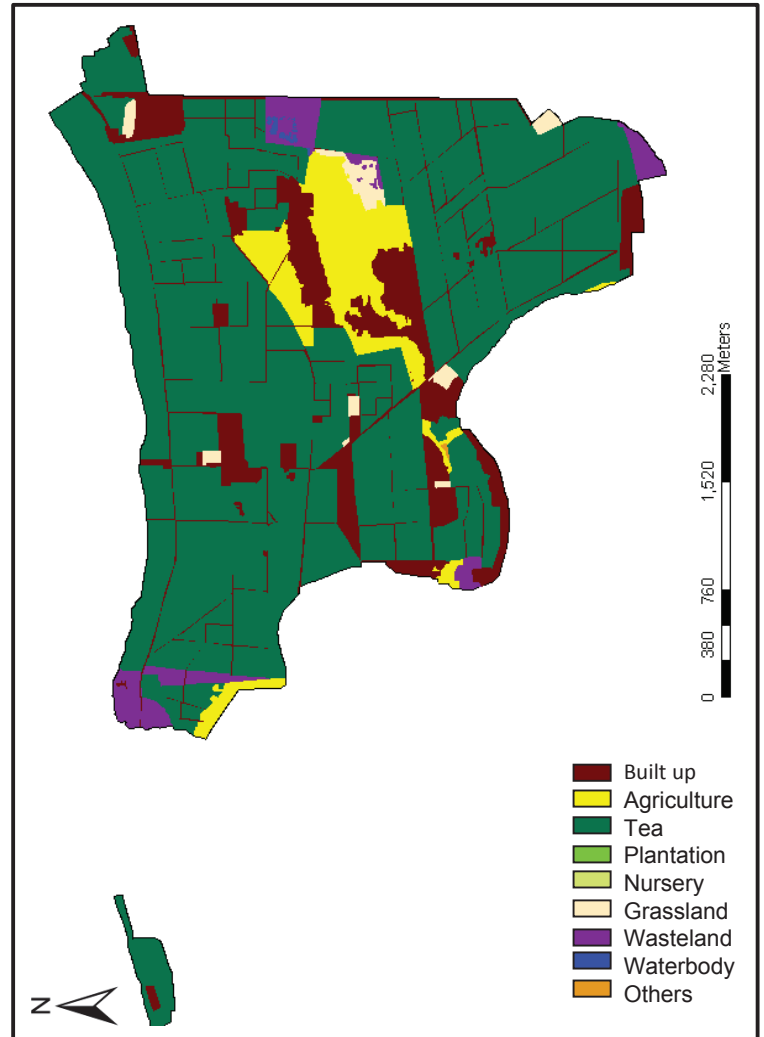 2,280
Meters
1,520
760
380
0
Built up
Agriculture
Tea
Plantation
Nursery
Grassland
Wasteland
Waterbody
Others
N